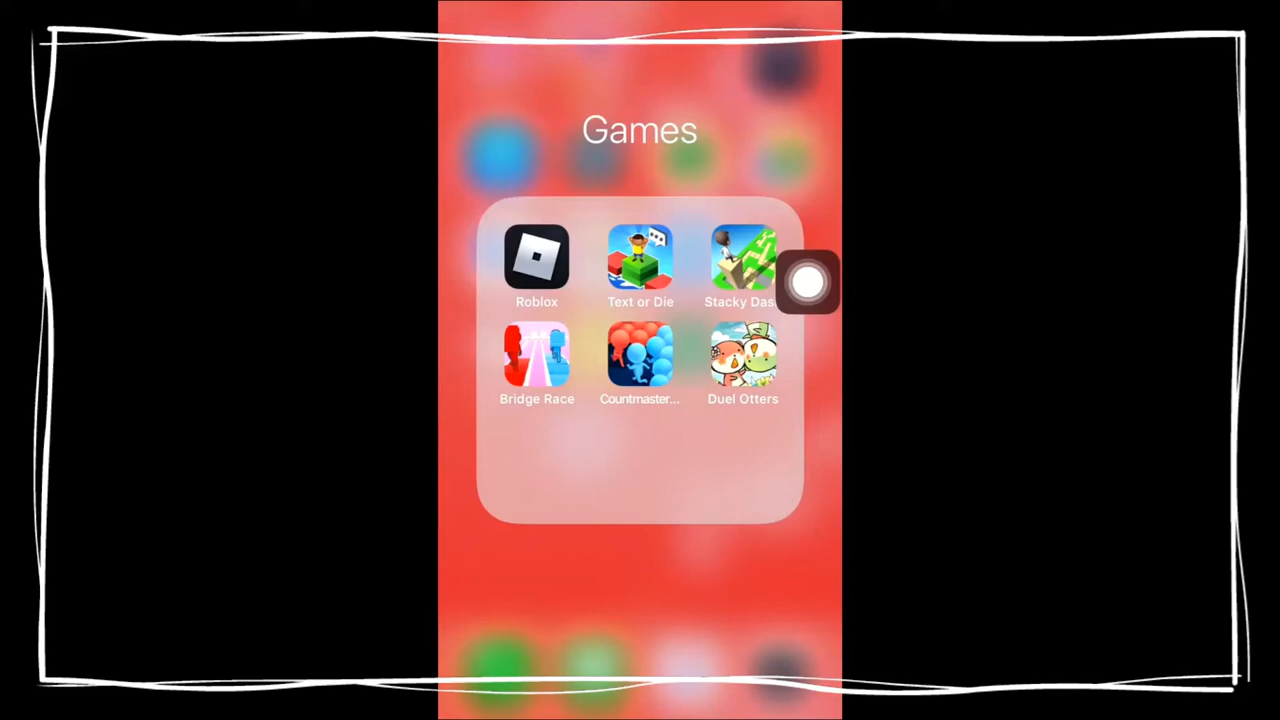 Games
Roblox
Text or Die
Stacky Das
Bridge Race
Countmaster...
Duel Otters